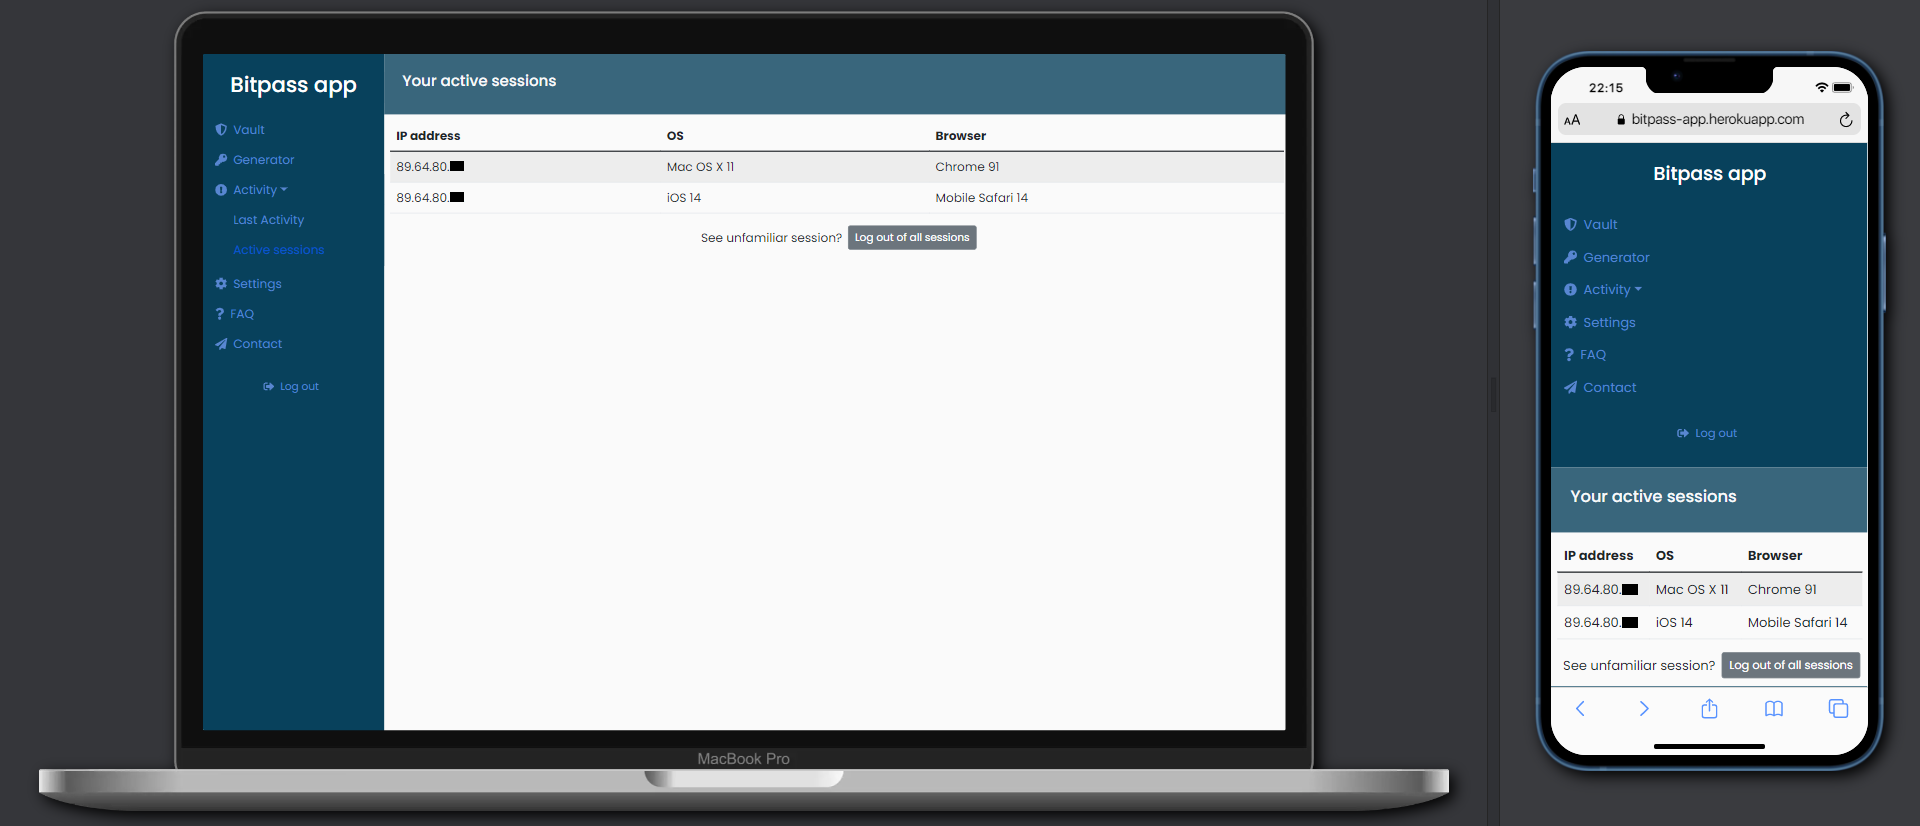 Bitpass app
Vault
Generator
Activity
Last Activity
Active sessions
Settings
FAQ
Contact
Log out
Your active sessions
IP address OS Browser
89.64.80. Mac OS X 11 Chrome 91
89.64.80. iOS 14 Mobile Safari 14
See unfamiliar session? Log out of all sessions
MacBook Pro
22:15
AA bitpass-app.herokuapp.com
Bitpass app
Vault
Generator
Activity
Settings
FAQ
Contact
Log out
Your active sessions
IP address OS Browser
89.64.80. Mac OS X 11 Chrome 91
89.64.80. iOS 14 Mobile Safari 14
See unfamiliar session? Log out of all sessions